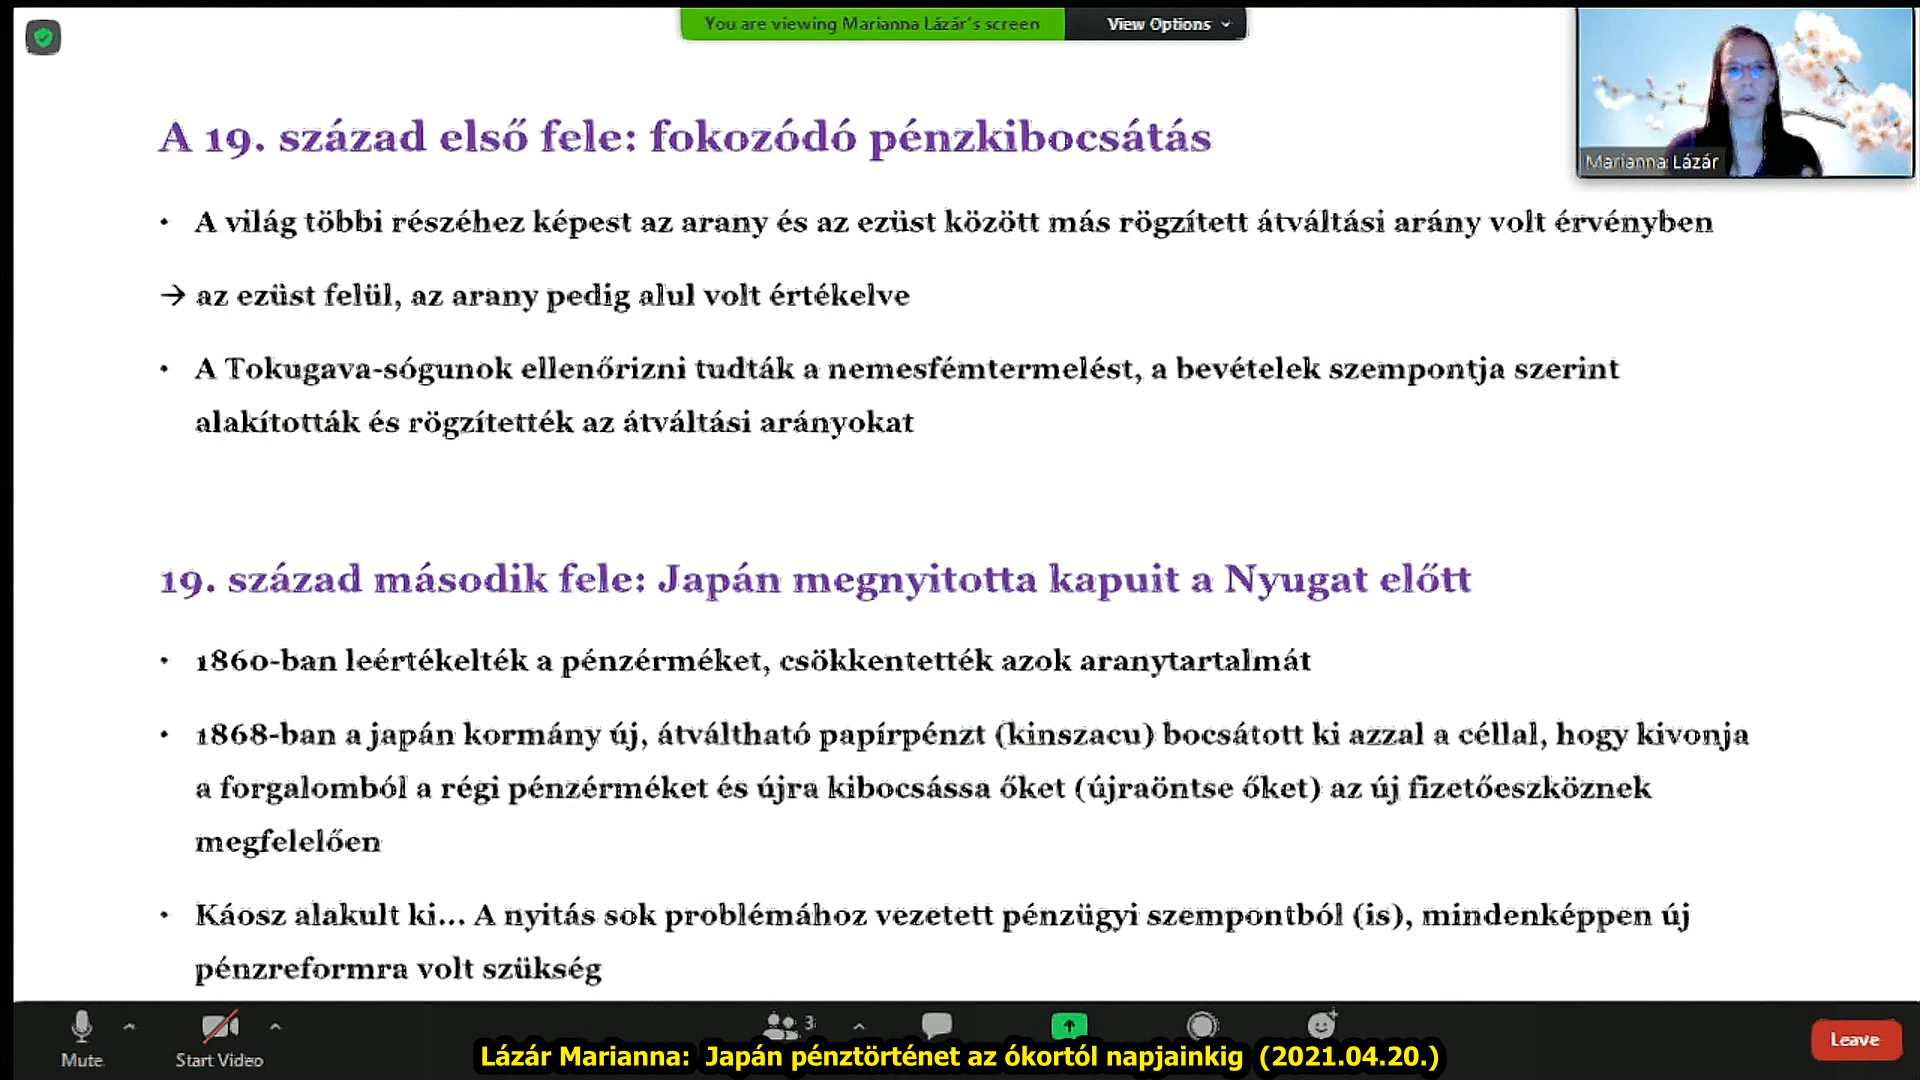 You are viewing Marianna Lázár's screen
View Options
Marianna Lázár
A 19. század első fele: fokozódó pénzkibocsátás
• A világ többi részéhez képest az arany és az ezüst között más rögzített átváltási arány volt érvényben
→ az ezüst felül, az arany pedig alul volt értékelve
• A Tokugava-sógunok ellenőrizni tudták a nemesfémtermelést, a bevételek szempontja szerint
alakították és rögzítették az átváltási arányokat
19. század második fele: Japán megnyitotta kapuit a Nyugat előtt
• 1860-ban leértékelték a pénzérméket, csökkentették azok aranytartalmát
• 1868-ban a japán kormány új, átváltható papírpénzt (kinszacu) bocsátott ki azzal a céllal, hogy kivonja
a forgalomból a régi pénzérméket és újra kibocsássa őket (újraöntse őket) az új fizetőeszköznek
megfelelően
• Káosz alakult ki... A nyitás sok problémához vezetett pénzügyi szempontból (is), mindenképpen új
pénzreformra volt szükség
3
Mute
Start Video
Leave
Lázár Marianna: Japán pénztörténet az ókortól napjainkig (2021.04.20.)